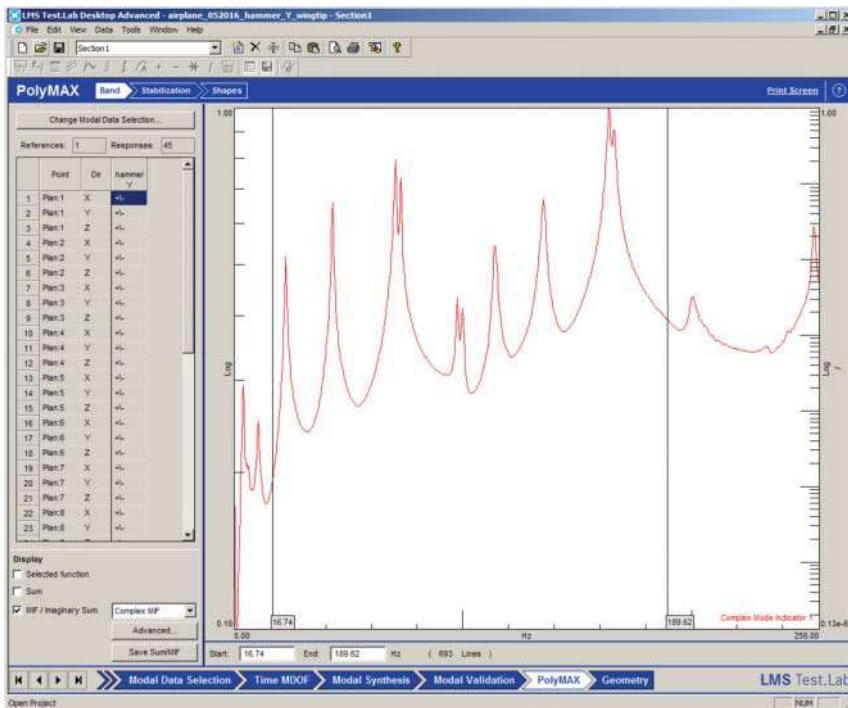 LMS Test.Lab Desktop Advanced - airplane_052016_hammer_Y_wingtip - Section1
File Edit View Data Tools Window Help
Section1
PolyMAX Band Stabilization Shapes Print Screen ?
Change Modal Data Selection...
References: 1 Responses: 45
Point Dir hammer
Y
1 Plan:1 X +/-
2 Plan:1 Y +/-
3 Plan:1 Z +/-
4 Plan:2 X +/-
5 Plan:2 Y +/-
6 Plan:2 Z +/-
7 Plan:3 X +/-
8 Plan:3 Y +/-
9 Plan:3 Z +/-
10 Plan:4 X +/-
11 Plan:4 Y +/-
12 Plan:4 Z +/-
13 Plan:5 X +/-
14 Plan:5 Y +/-
15 Plan:5 Z +/-
16 Plan:6 X +/-
17 Plan:6 Y +/-
18 Plan:6 Z +/-
19 Plan:7 X +/-
20 Plan:7 Y +/-
21 Plan:7 Z +/-
22 Plan:8 X +/-
23 Plan:8 Y +/-
Display
Selected function
Sum
MIF / Imaginary Sum Complex MIF
Advanced...
Save Sum/MIF
1.00 1.00
Log Log
/
0.10 16.74 189.62 Complex Mode Indicator 1 0.13e-6
0.00 Hz 256.00
Start: 16.74 End: 189.62 Hz ( 693 Lines )
Modal Data Selection Time MDOF Modal Synthesis Modal Validation PolyMAX Geometry LMS Test.Lab
Open Project NUM